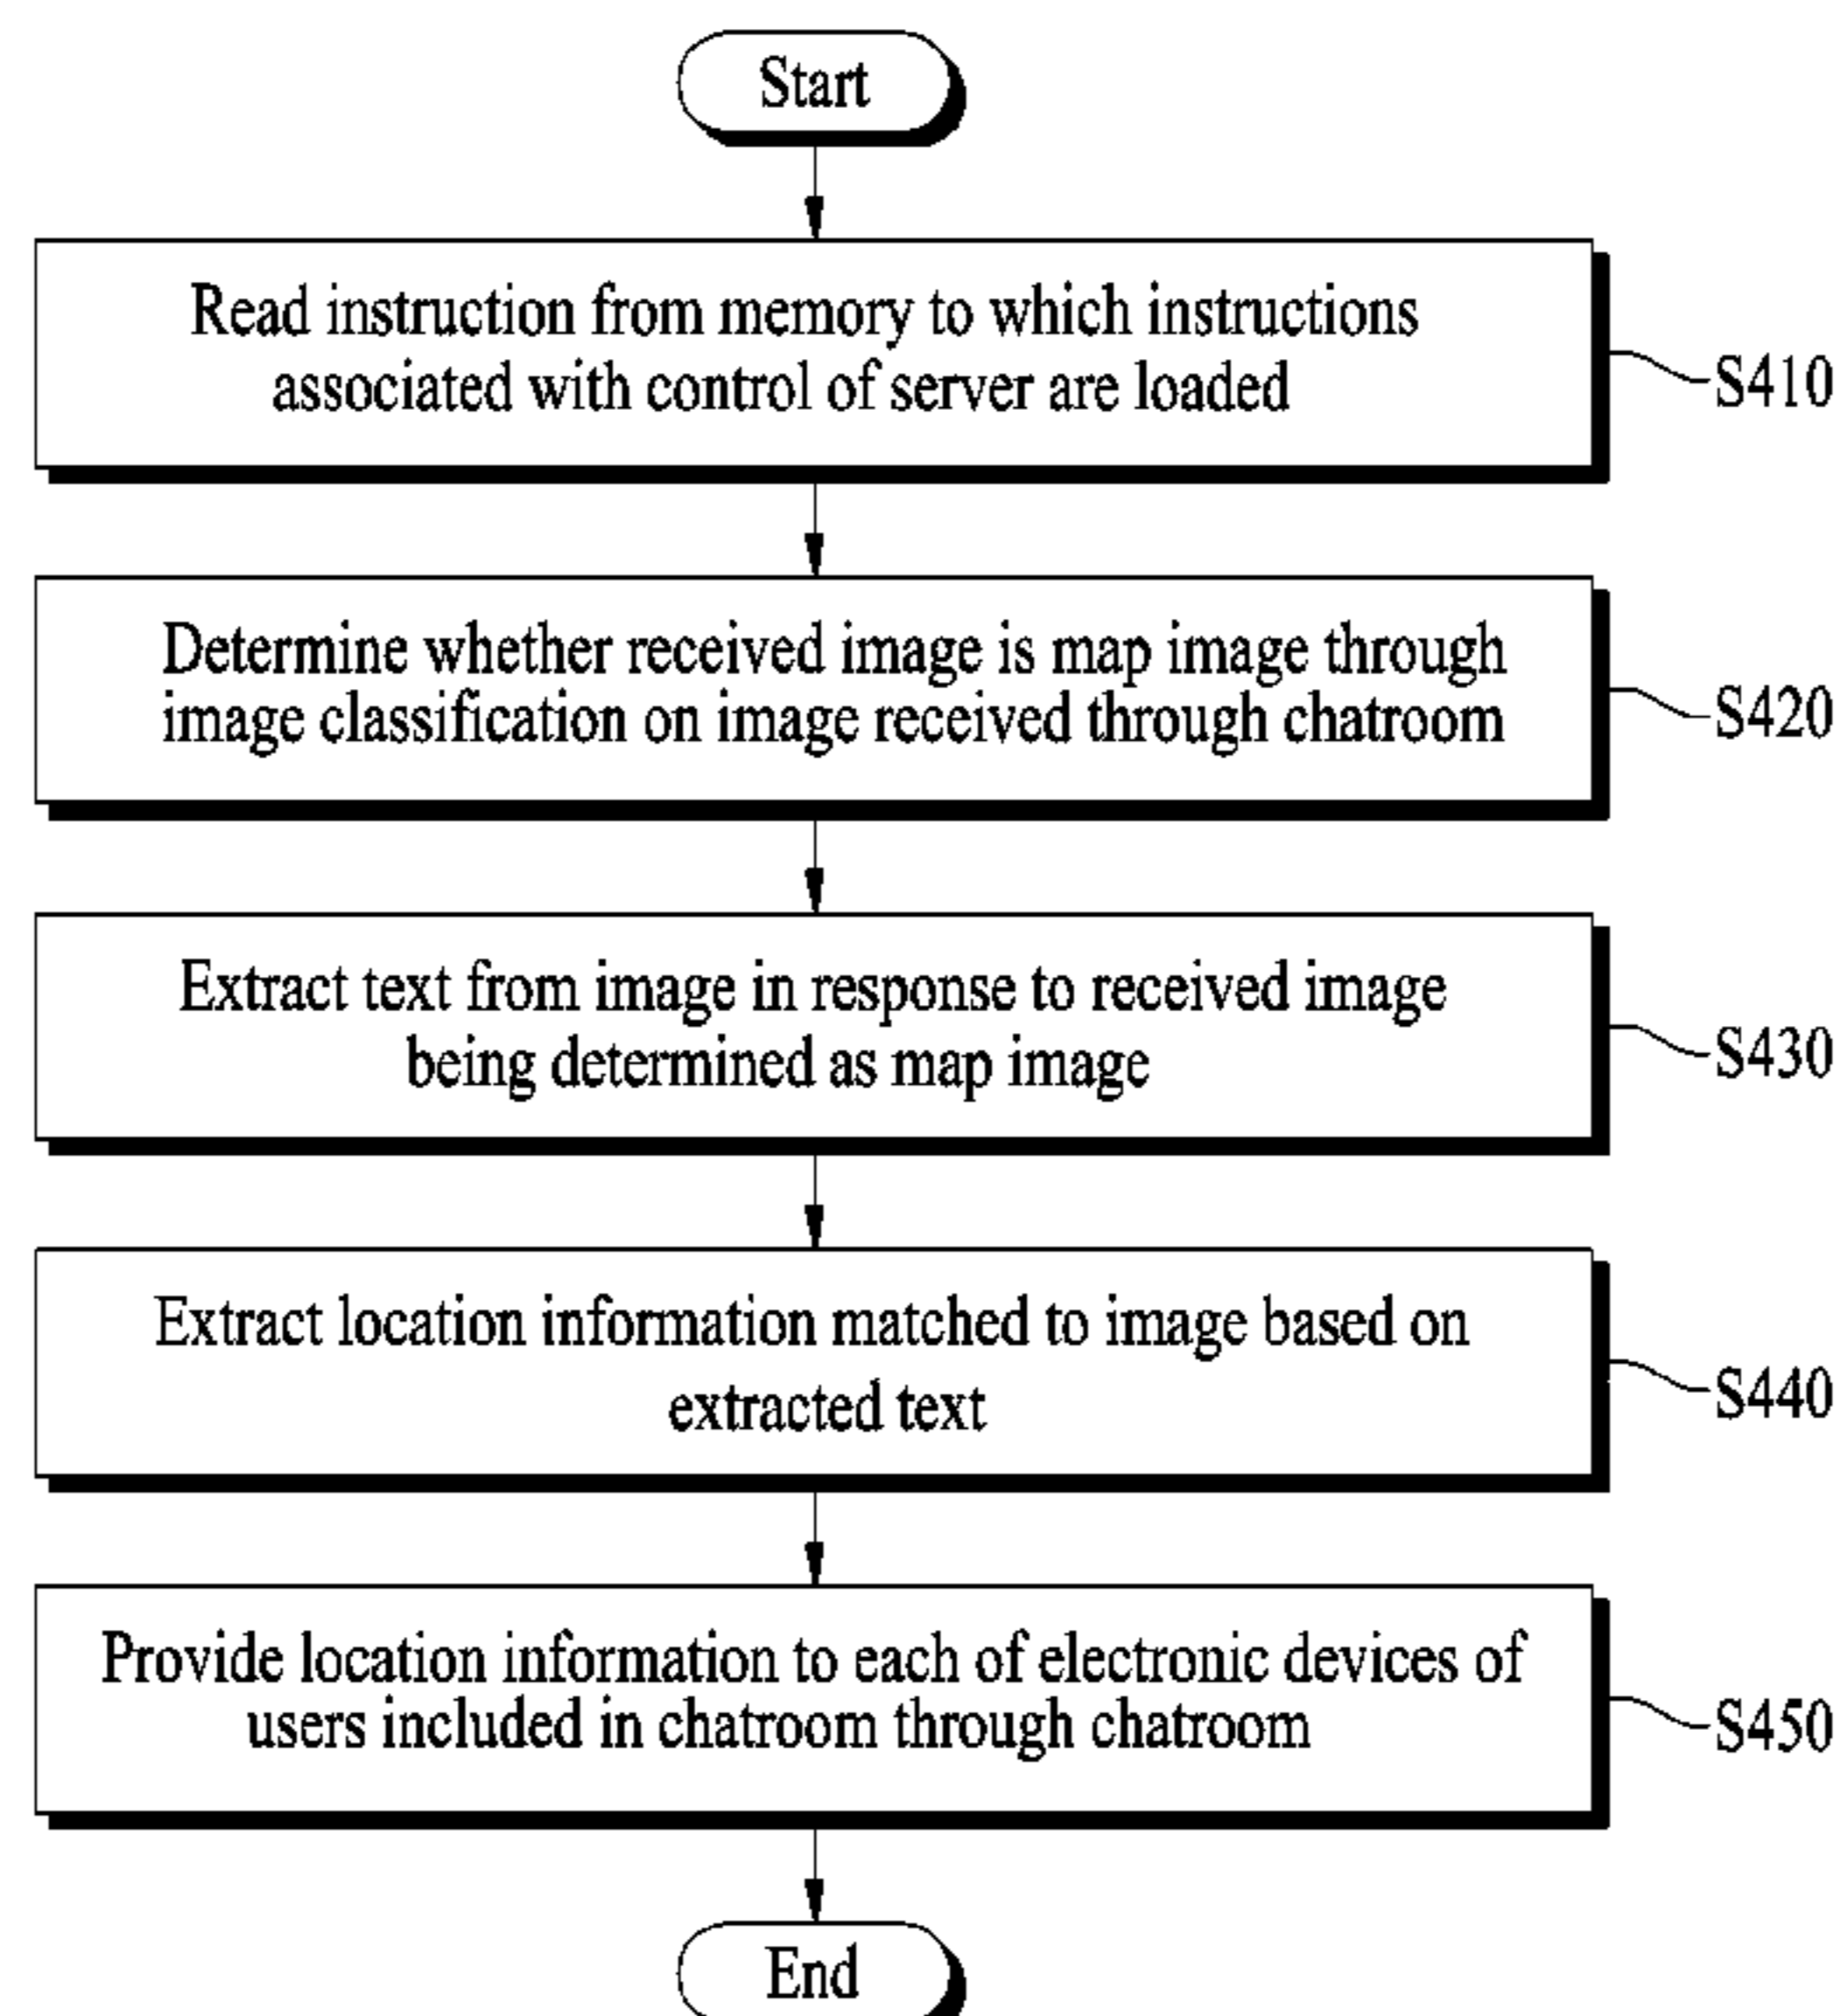 Start
Read instruction from memory to which instructions
associated with control of server are loaded
S410
Determine whether received image is map image through
image classification on image received through chatroom
S420
Extract text from image in response to received image
being determined as map image
S430
Extract location information matched to image based on
extracted text
S440
Provide location information to each of electronic devices of
users included in chatroom through chatroom
S450
End